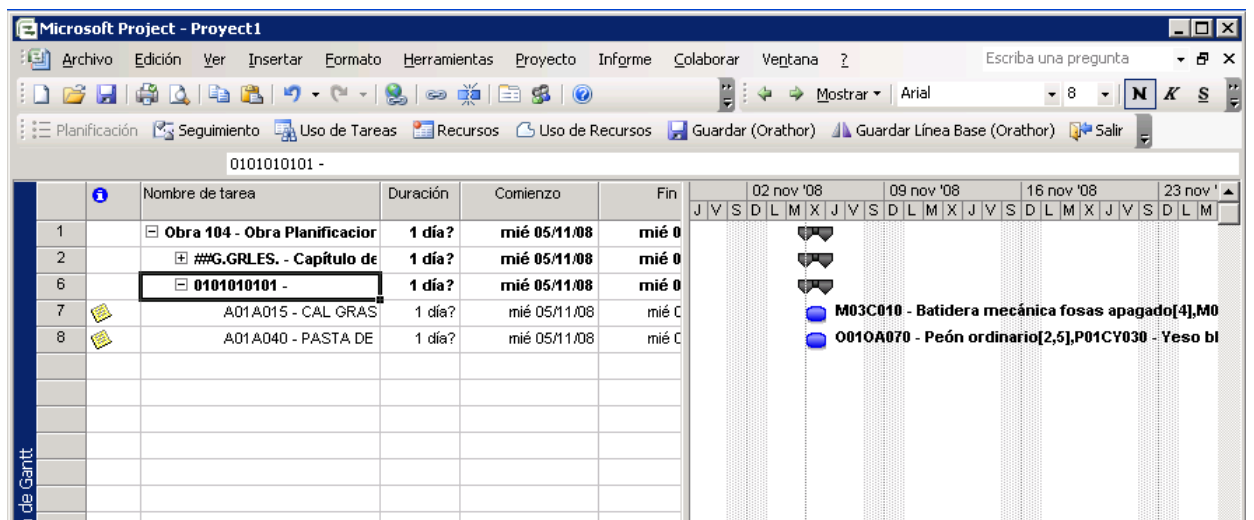 Microsoft Project - Proyect1
Archivo Edición Ver Insertar Formato Herramientas Proyecto Informe Colaborar Ventana ? Escriba una pregunta
Mostrar Arial 8 N K S
Planificación Seguimiento Uso de Tareas Recursos Uso de Recursos Guardar (Orathor) Guardar Línea Base (Orathor) Salir
0101010101 -
Nombre de tarea Duración Comienzo Fin 02 nov '08 09 nov '08 16 nov '08 23 nov '
J V S D L M X J V S D L M X J V S D L M X J V S D L M
1 Obra 104 - Obra Planificacior 1 día? mié 05/11/08 mié 0
2 ##G.GRLES. - Capítulo de 1 día? mié 05/11/08 mié 0
6 0101010101 - 1 día? mié 05/11/08 mié 0
7 A01A015 - CAL GRAS 1 día? mié 05/11/08 mié 0 M03C010 - Batidera mecánica fosas apagado[4],M0
8 A01A040 - PASTA DE 1 día? mié 05/11/08 mié 0 O01OA070 - Peón ordinario[2,5],P01CY030 - Yeso bl
de Gantt